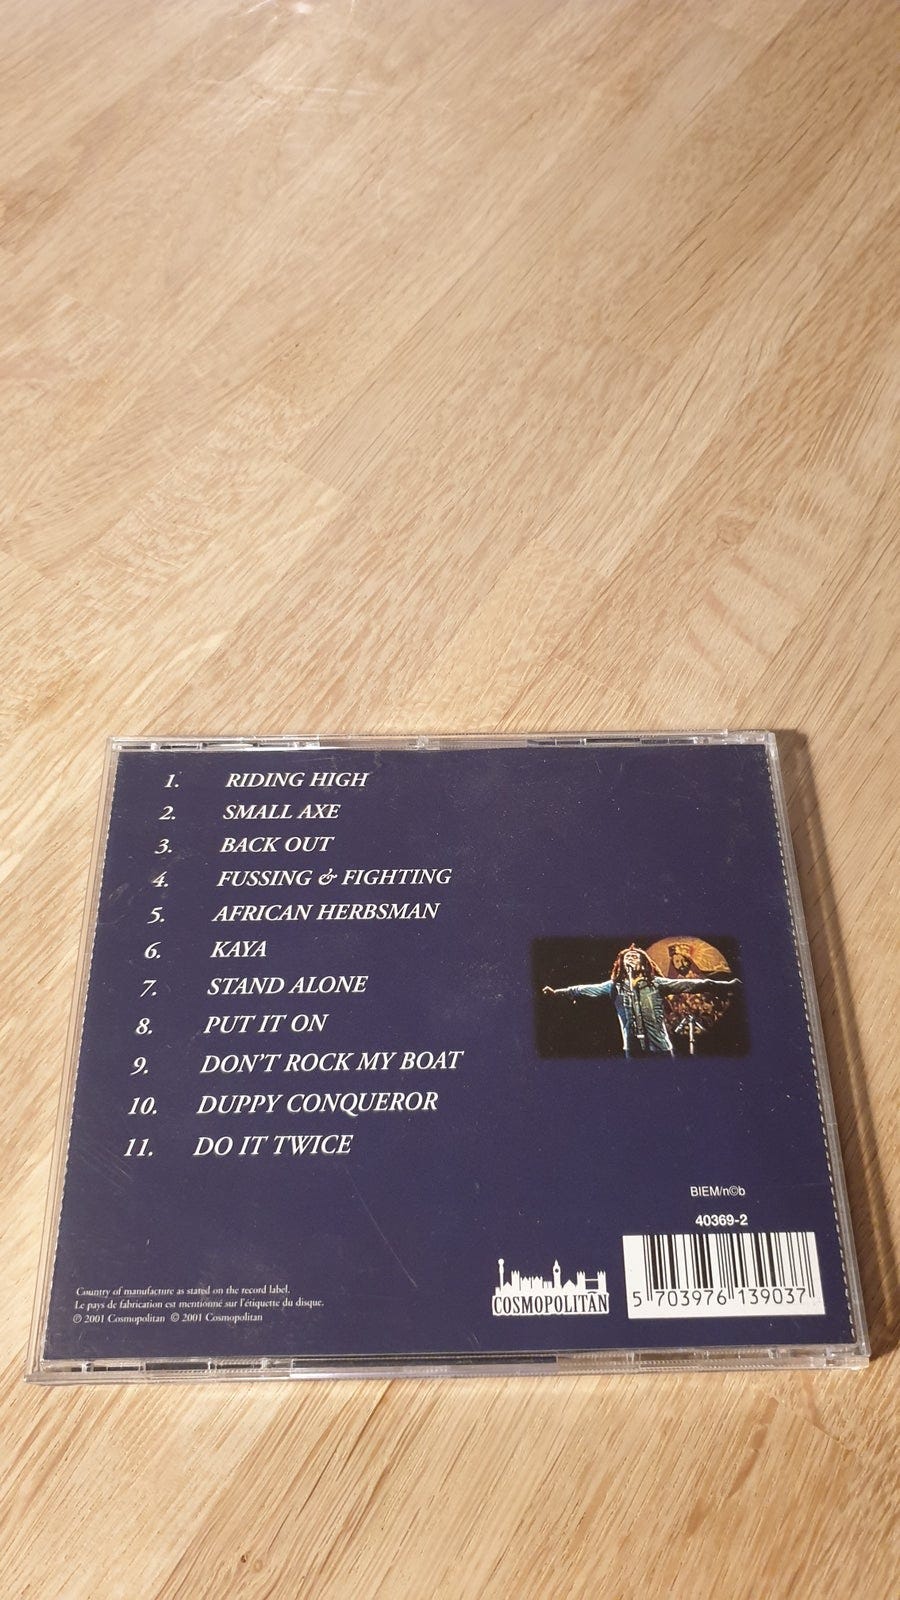 1. RIDING HIGH
2. SMALL AXE
3. BACK OUT
4. FUSSING & FIGHTING
5. AFRICAN HERBSMAN
6. KAYA
7. STAND ALONE
8. PUT IT ON
9. DON'T ROCK MY BOAT
10. DUPPY CONQUEROR
11. DO IT TWICE
BIEM/n©b
40369-2
Country of manufacture as stated on the record label.
Le pays de fabrication est mentionné sur l'étiquette du disque.
℗ 2001 Cosmopolitan © 2001 Cosmopolitan
COSMOPOLITAN
5 703976 139037